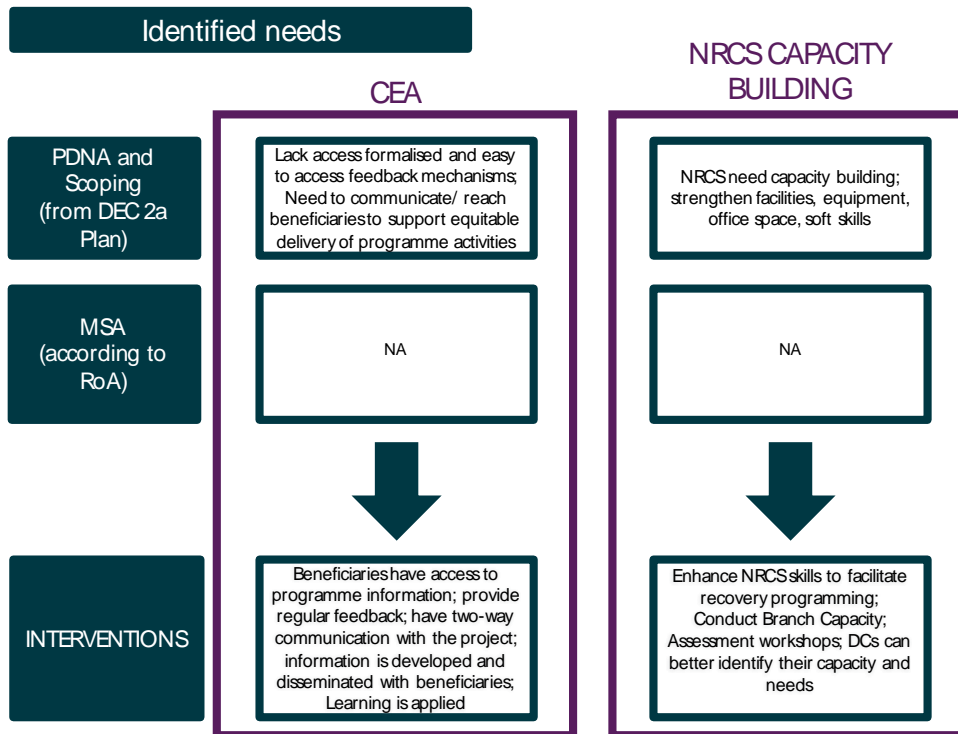 Identified needs
CEA
NRCS CAPACITY
BUILDING
PDNA and
Scoping
(from DEC 2a
Plan)
Lack access formalised and easy
to access feedback mechanisms;
Need to communicate/ reach
beneficiaries to support equitable
delivery of programme activities
NRCS need capacity building;
strengthen facilities, equipment,
office space, soft skills
MSA
(according to
RoA)
NA
NA
INTERVENTIONS
Beneficiaries have access to
programme information; provide
regular feedback; have two-way
communication with the project;
information is developed and
disseminated with beneficiaries;
Learning is applied
Enhance NRCS skills to facilitate
recovery programming;
Conduct Branch Capacity;
Assessment workshops; DCs can
better identify their capacity and
needs